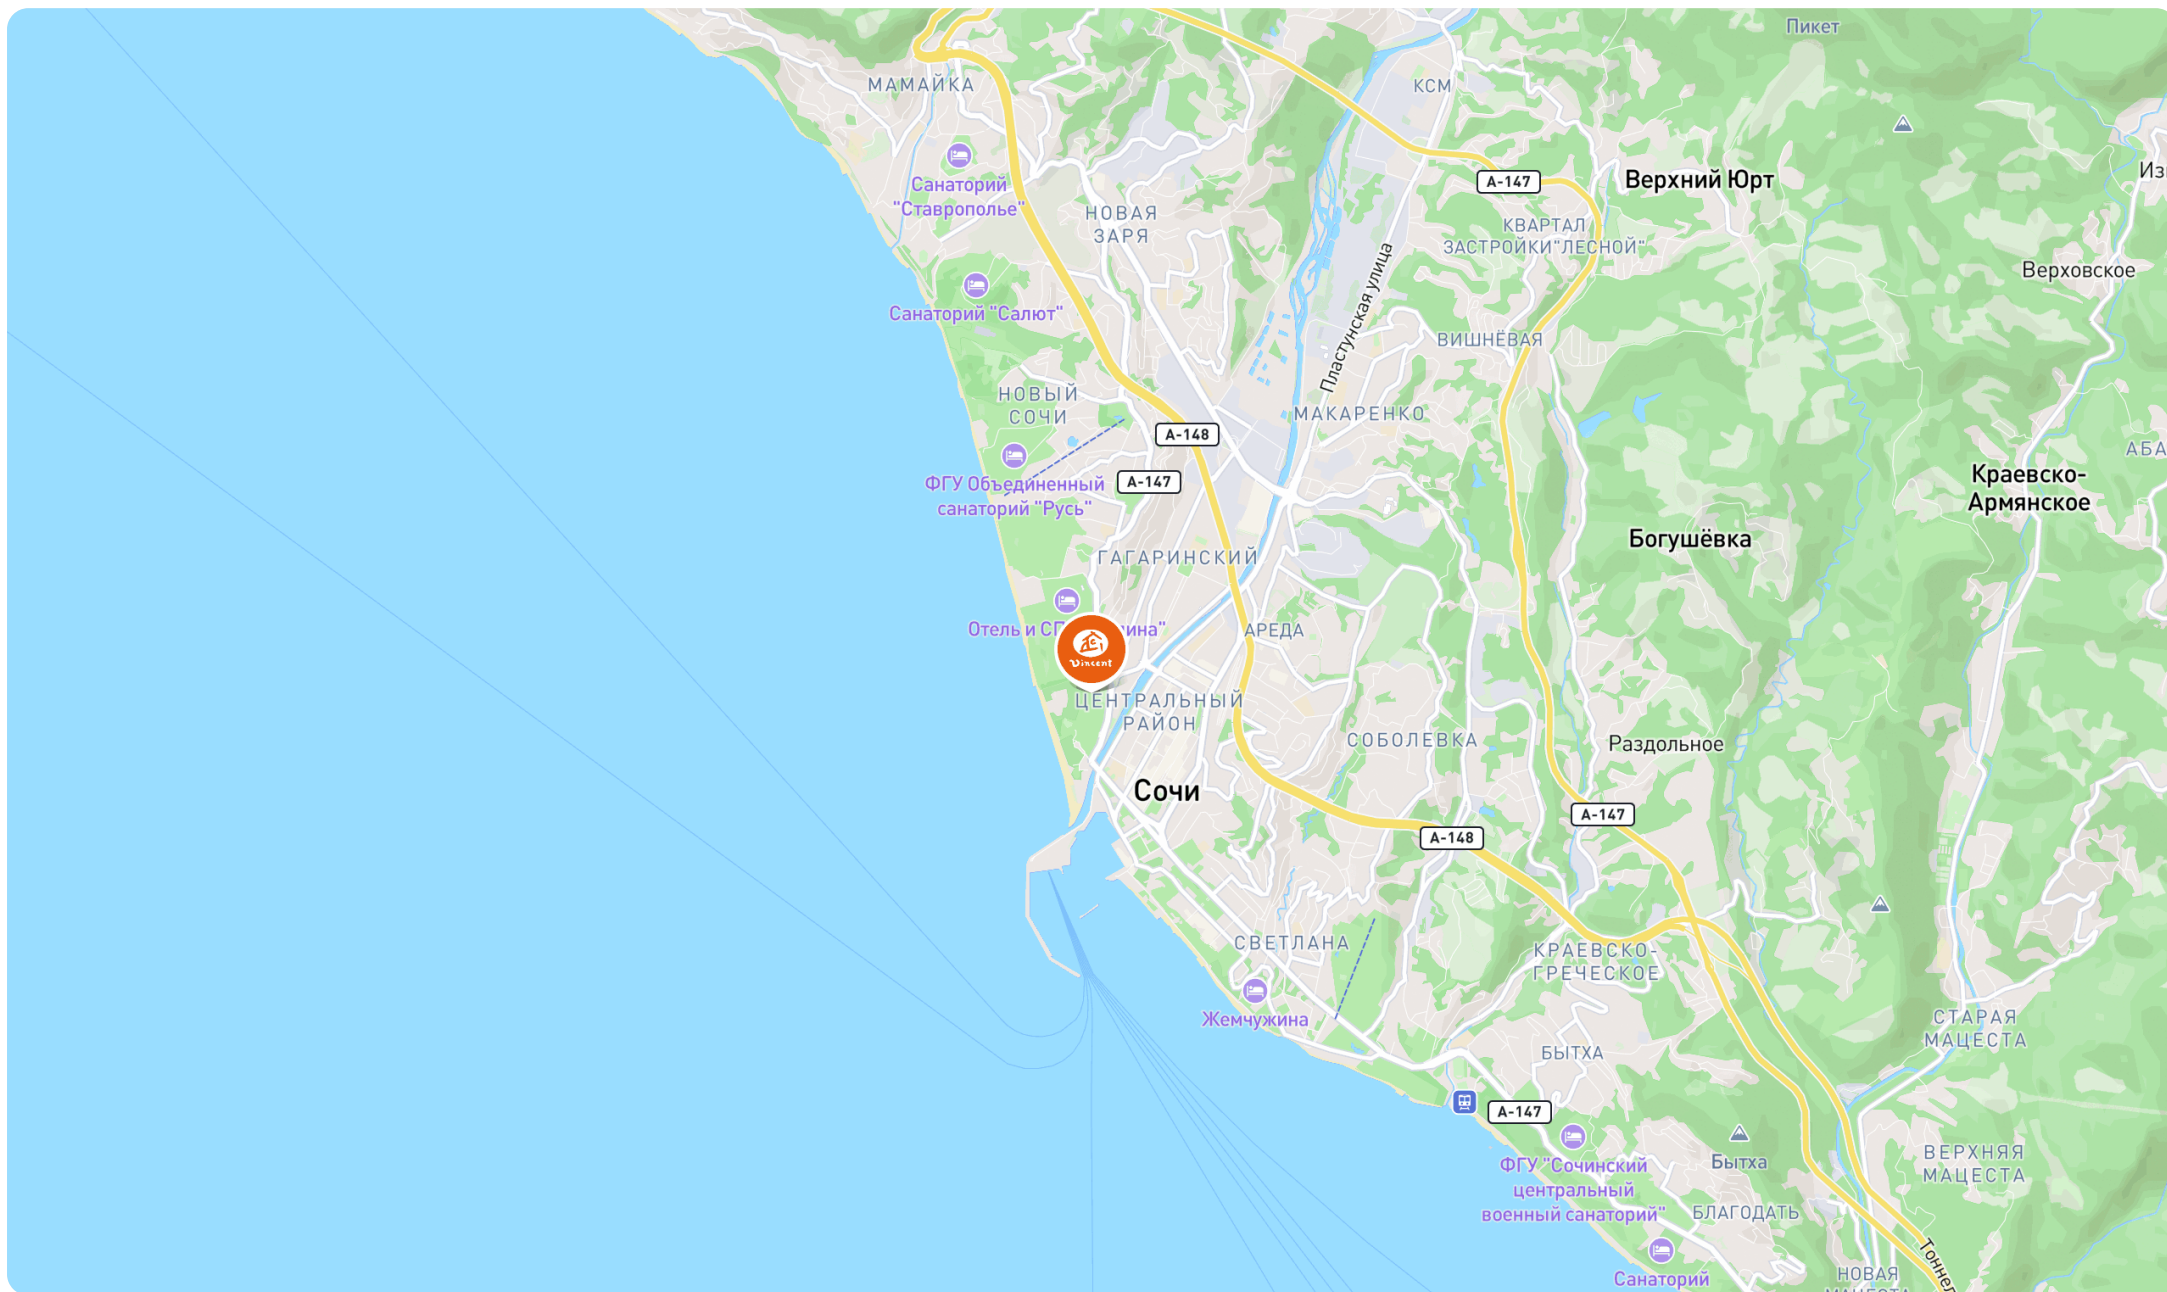 Пикет
МАМАЙКА
КСМ
А-147
Верхний Юрт
Санаторий
"Ставрополье"
НОВАЯ
ЗАРЯ
КВАРТАЛ
ЗАСТРОЙКИ"ЛЕСНОЙ"
Верховское
Санаторий "Салют"
Пластунская улица
ВИШНЁВАЯ
НОВЫЙ
СОЧИ
МАКАРЕНКО
А-148
А-147
ФГУ Объединенный
санаторий "Русь"
Краевско-
Армянское
Богушёвка
ГАГАРИНСКИЙ
Отель и
Vincent
АРЕДА
ЦЕНТРАЛЬНЫЙ
РАЙОН
СОБОЛЕВКА
Раздольное
Сочи
А-147
А-148
СВЕТЛАНА
КРАЕВСКО-
ГРЕЧЕСКОЕ
Жемчужина
СТАРАЯ
МАЦЕСТА
БЫТХА
А-147
ФГУ "Сочинский
центральный
военный санаторий"
Бытха
ВЕРХНЯЯ
МАЦЕСТА
БЛАГОДАТЬ
Санаторий
НОВАЯ